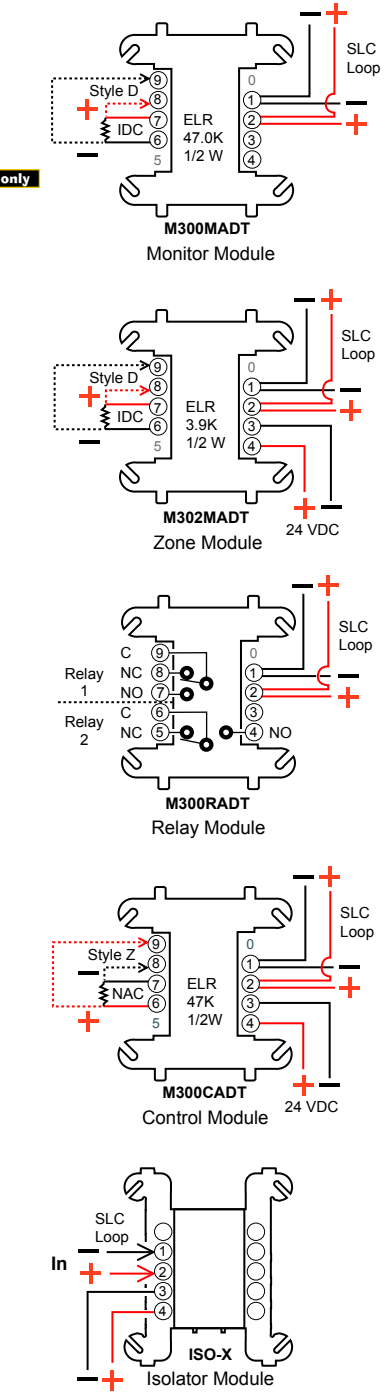 − +
SLC
Loop
9 0
Style D
8 1 −
+ 7 ELR 2 +
IDC 47.0K
6 1/2 W 3
− 5 4
only
M300MADT
Monitor Module
− +
SLC
Loop
9 0
Style D
8 1 −
+ 7 ELR 2 +
IDC 3.9K
6 1/2 W 3
− 5 4
M302MADT + −
Zone Module 24 VDC
− +
SLC
Loop
C 9 0
Relay NC 8 1 −
1 NO 7 2 +
Relay C 6 3
2 NC 5 4 NO
M300RADT
Relay Module
− +
SLC
Loop
9 0
Style Z
− 8 1 −
7 ELR 2 +
NAC 47K
6 1/2W 3
+ 5 4
M300CADT + −
Control Module 24 VDC
SLC
Loop
In − 1
+ 2
3
4
ISO-X
− + Isolator Module